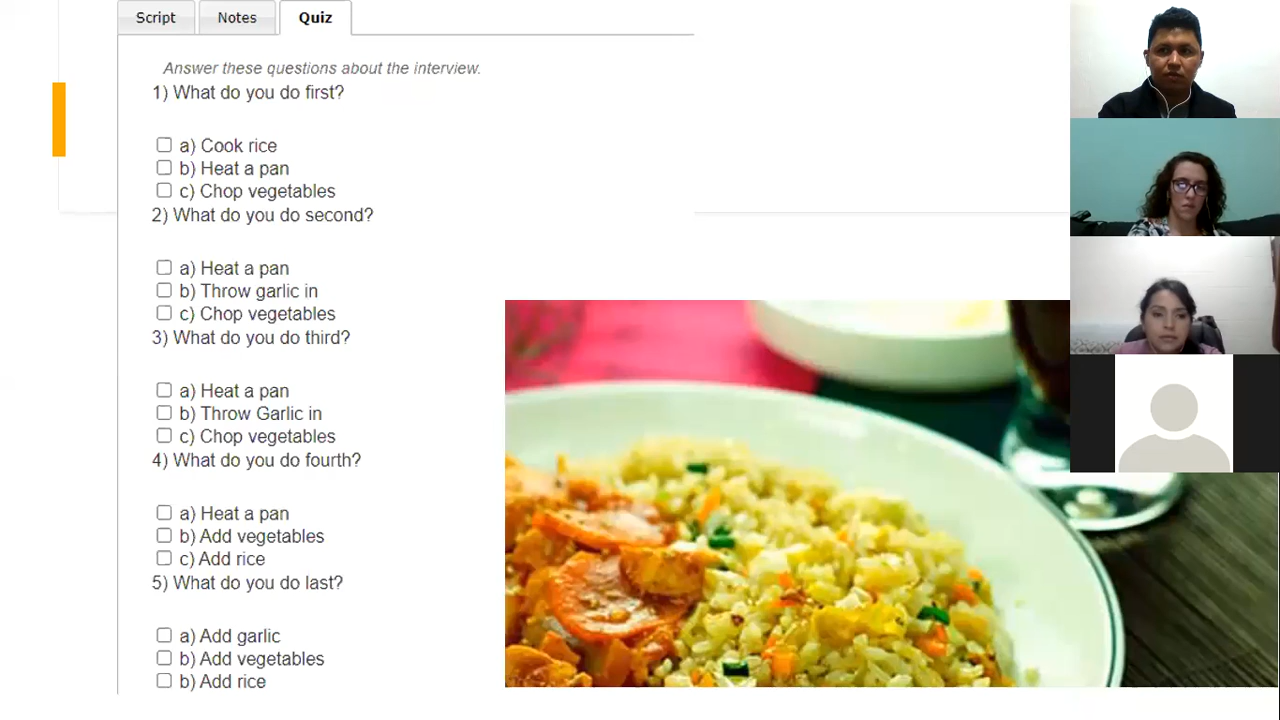 Script Notes Quiz
Answer these questions about the interview.
1) What do you do first?
a) Cook rice
b) Heat a pan
c) Chop vegetables
2) What do you do second?
a) Heat a pan
b) Throw garlic in
c) Chop vegetables
3) What do you do third?
a) Heat a pan
b) Throw Garlic in
c) Chop vegetables
4) What do you do fourth?
a) Heat a pan
b) Add vegetables
c) Add rice
5) What do you do last?
a) Add garlic
b) Add vegetables
b) Add rice